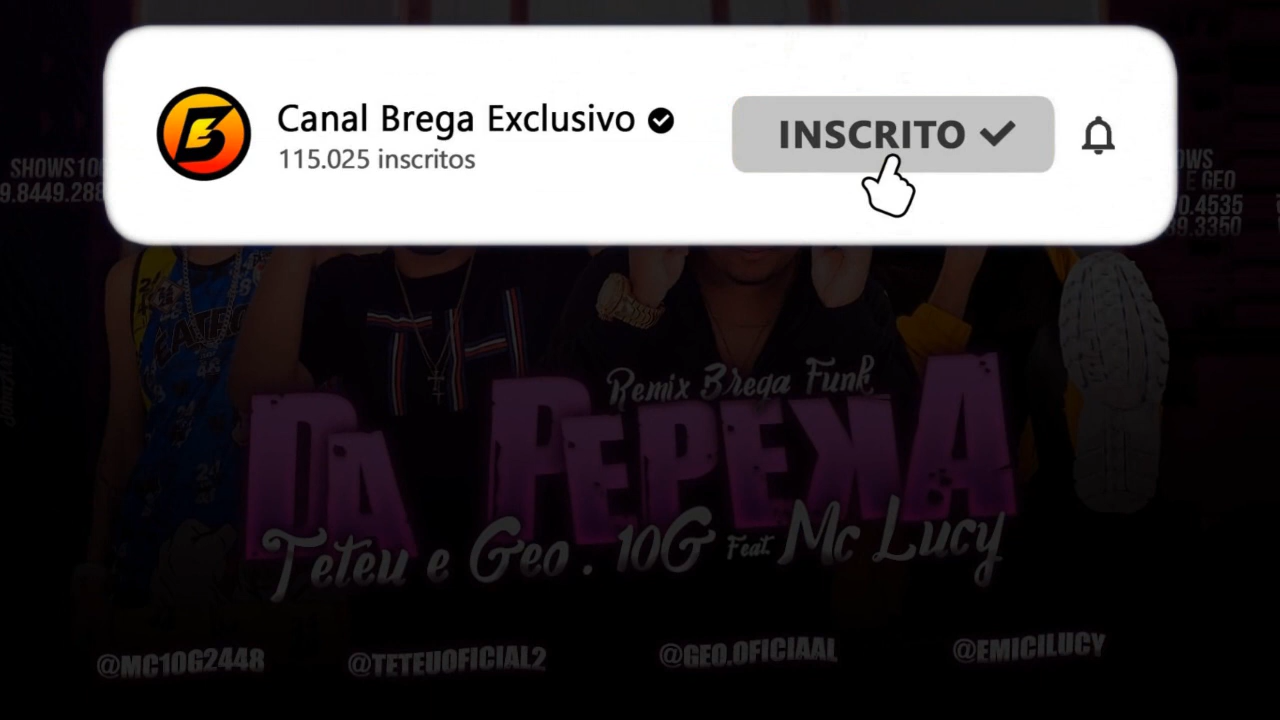 Canal Brega Exclusivo
115.025 inscritos
INSCRITO
Remix Brega Funk
DA PEPEKA
Teteu e Geo . 10G Feat. Mc Lucy
@MC10G2448
@TETEUOFICIAL2
@GEO.OFICIAAL
@EMICILUCY